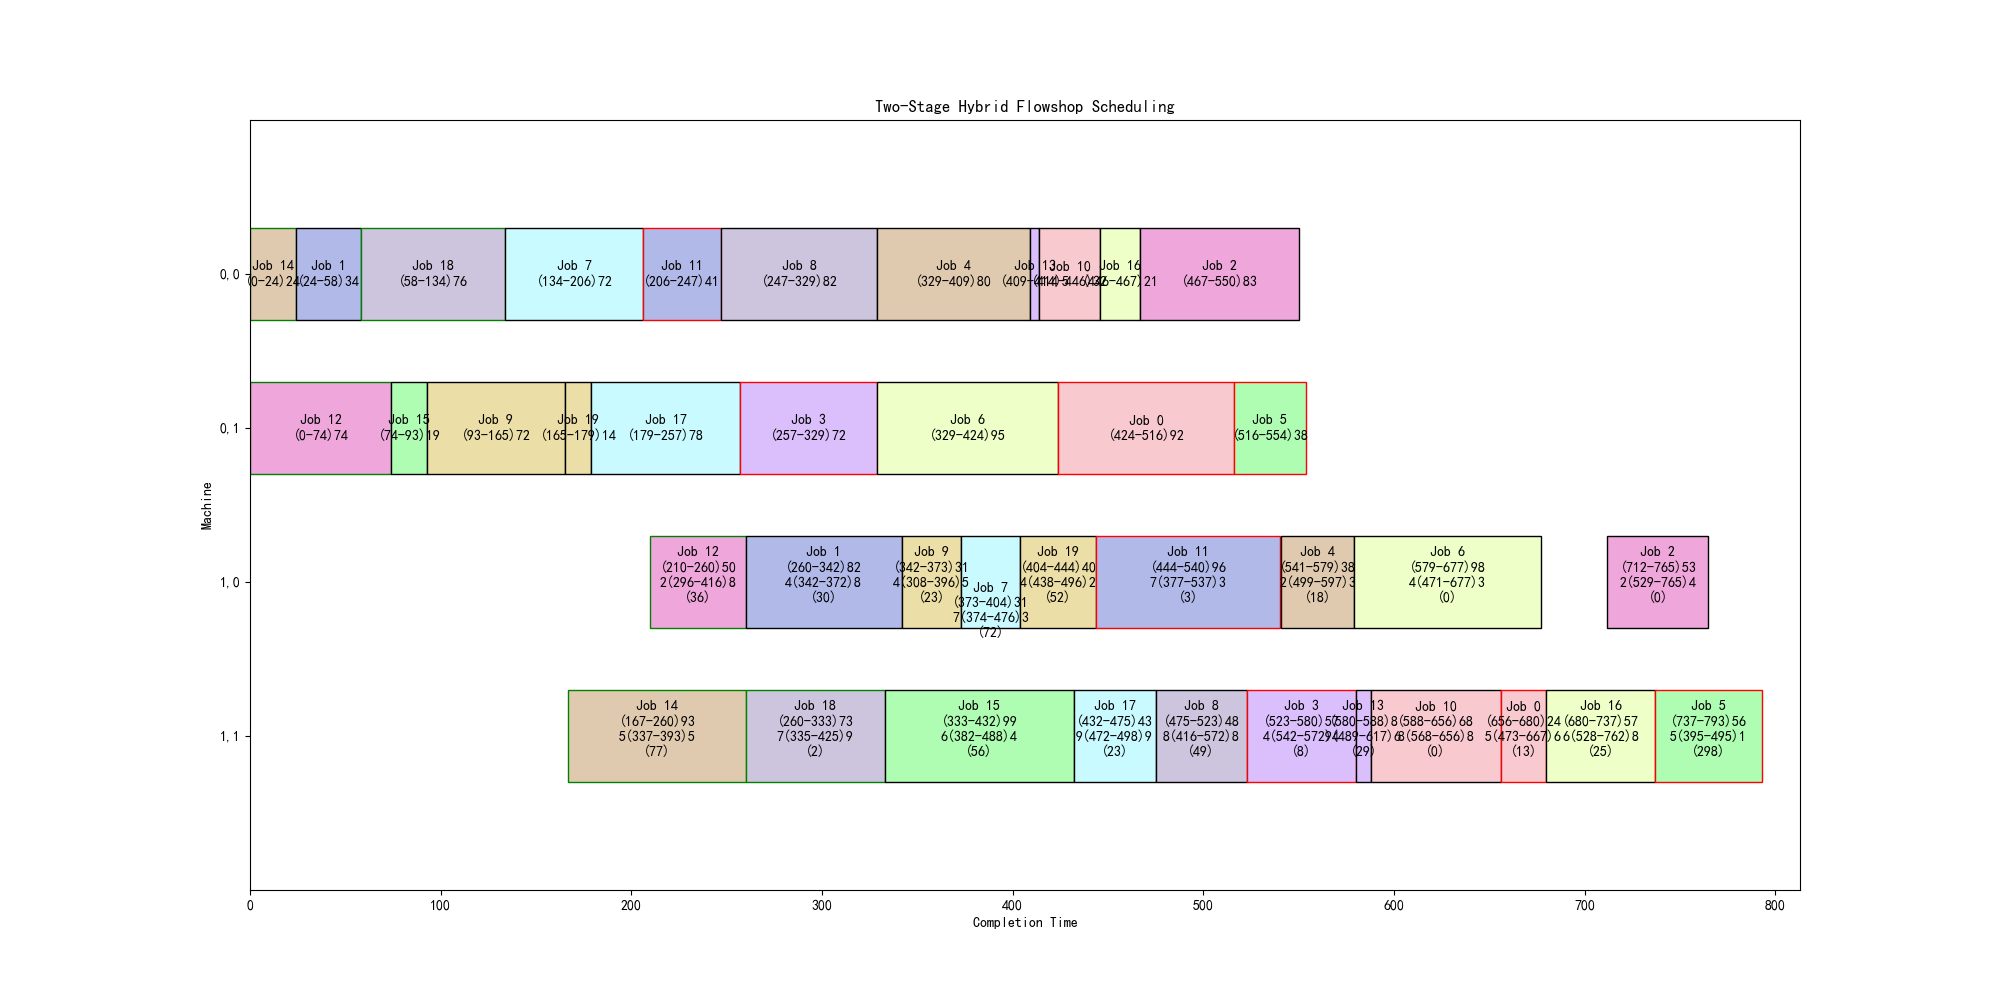 Two-Stage Hybrid Flowshop Scheduling
0,0
Job 14
(0-24)24
Job 1
(24-58)34
Job 18
(58-134)76
Job 7
(134-206)72
Job 11
(206-247)41
Job 8
(247-329)82
Job 4
(329-409)80
Job 13
(409-414)5
Job 10
(414-446)32
Job 16
(446-467)21
Job 2
(467-550)83
0,1
Job 12
(0-74)74
Job 15
(74-93)19
Job 9
(93-165)72
Job 19
(165-179)14
Job 17
(179-257)78
Job 3
(257-329)72
Job 6
(329-424)95
Job 0
(424-516)92
Job 5
(516-554)38
Machine
1,0
Job 12
(210-260)50
2(296-416)8
(36)
Job 1
(260-342)82
4(342-372)8
(30)
Job 9
(342-373)31
4(308-396)5
(23)
Job 7
(373-404)31
7(374-476)3
(72)
Job 19
(404-444)40
4(438-496)2
(52)
Job 11
(444-540)96
7(377-537)3
(3)
Job 4
(541-579)38
2(499-597)3
(18)
Job 6
(579-677)98
4(471-677)3
(0)
Job 2
(712-765)53
2(529-765)4
(0)
1,1
Job 14
(167-260)93
5(337-393)5
(77)
Job 18
(260-333)73
7(335-425)9
(2)
Job 15
(333-432)99
6(382-488)4
(56)
Job 17
(432-475)43
9(472-498)9
(23)
Job 8
(475-523)48
8(416-572)8
(49)
Job 3
(523-580)57
4(542-572)4
(8)
Job 13
(580-588)8
(29)
Job 10
(588-656)68
(568-656)8
(0)
Job 0
(656-680)24
5(473-667)6
(13)
Job 16
(680-737)57
6(528-762)8
(25)
Job 5
(737-793)56
5(395-495)1
(298)
0
100
200
300
400
500
600
700
800
Completion Time